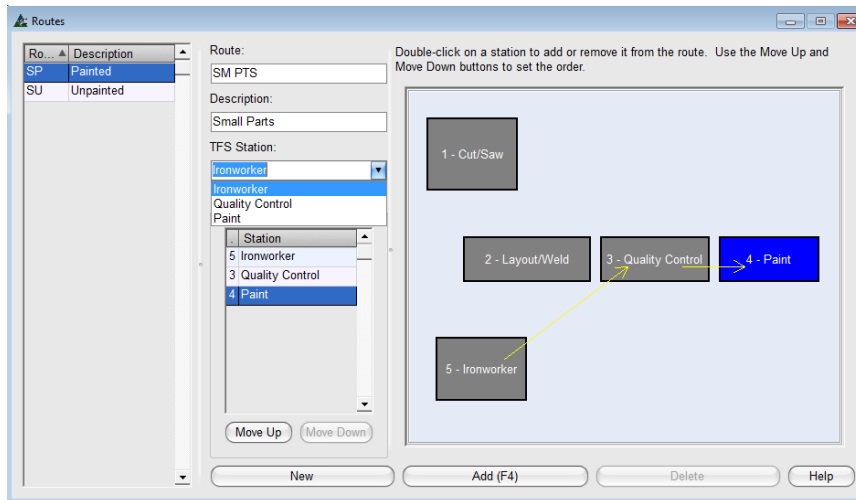 Routes
Ro... Description
SP Painted
SU Unpainted
Route:
SM PTS
Description:
Small Parts
TFS Station:
Ironworker
Ironworker
Quality Control
Paint
. Station
5 Ironworker
3 Quality Control
4 Paint
Move Up Move Down
Double-click on a station to add or remove it from the route. Use the Move Up and
Move Down buttons to set the order.
1 - Cut/Saw
2 - Layout/Weld 3 - Quality Control 4 - Paint
5 - Ironworker
New Add (F4) Delete Help